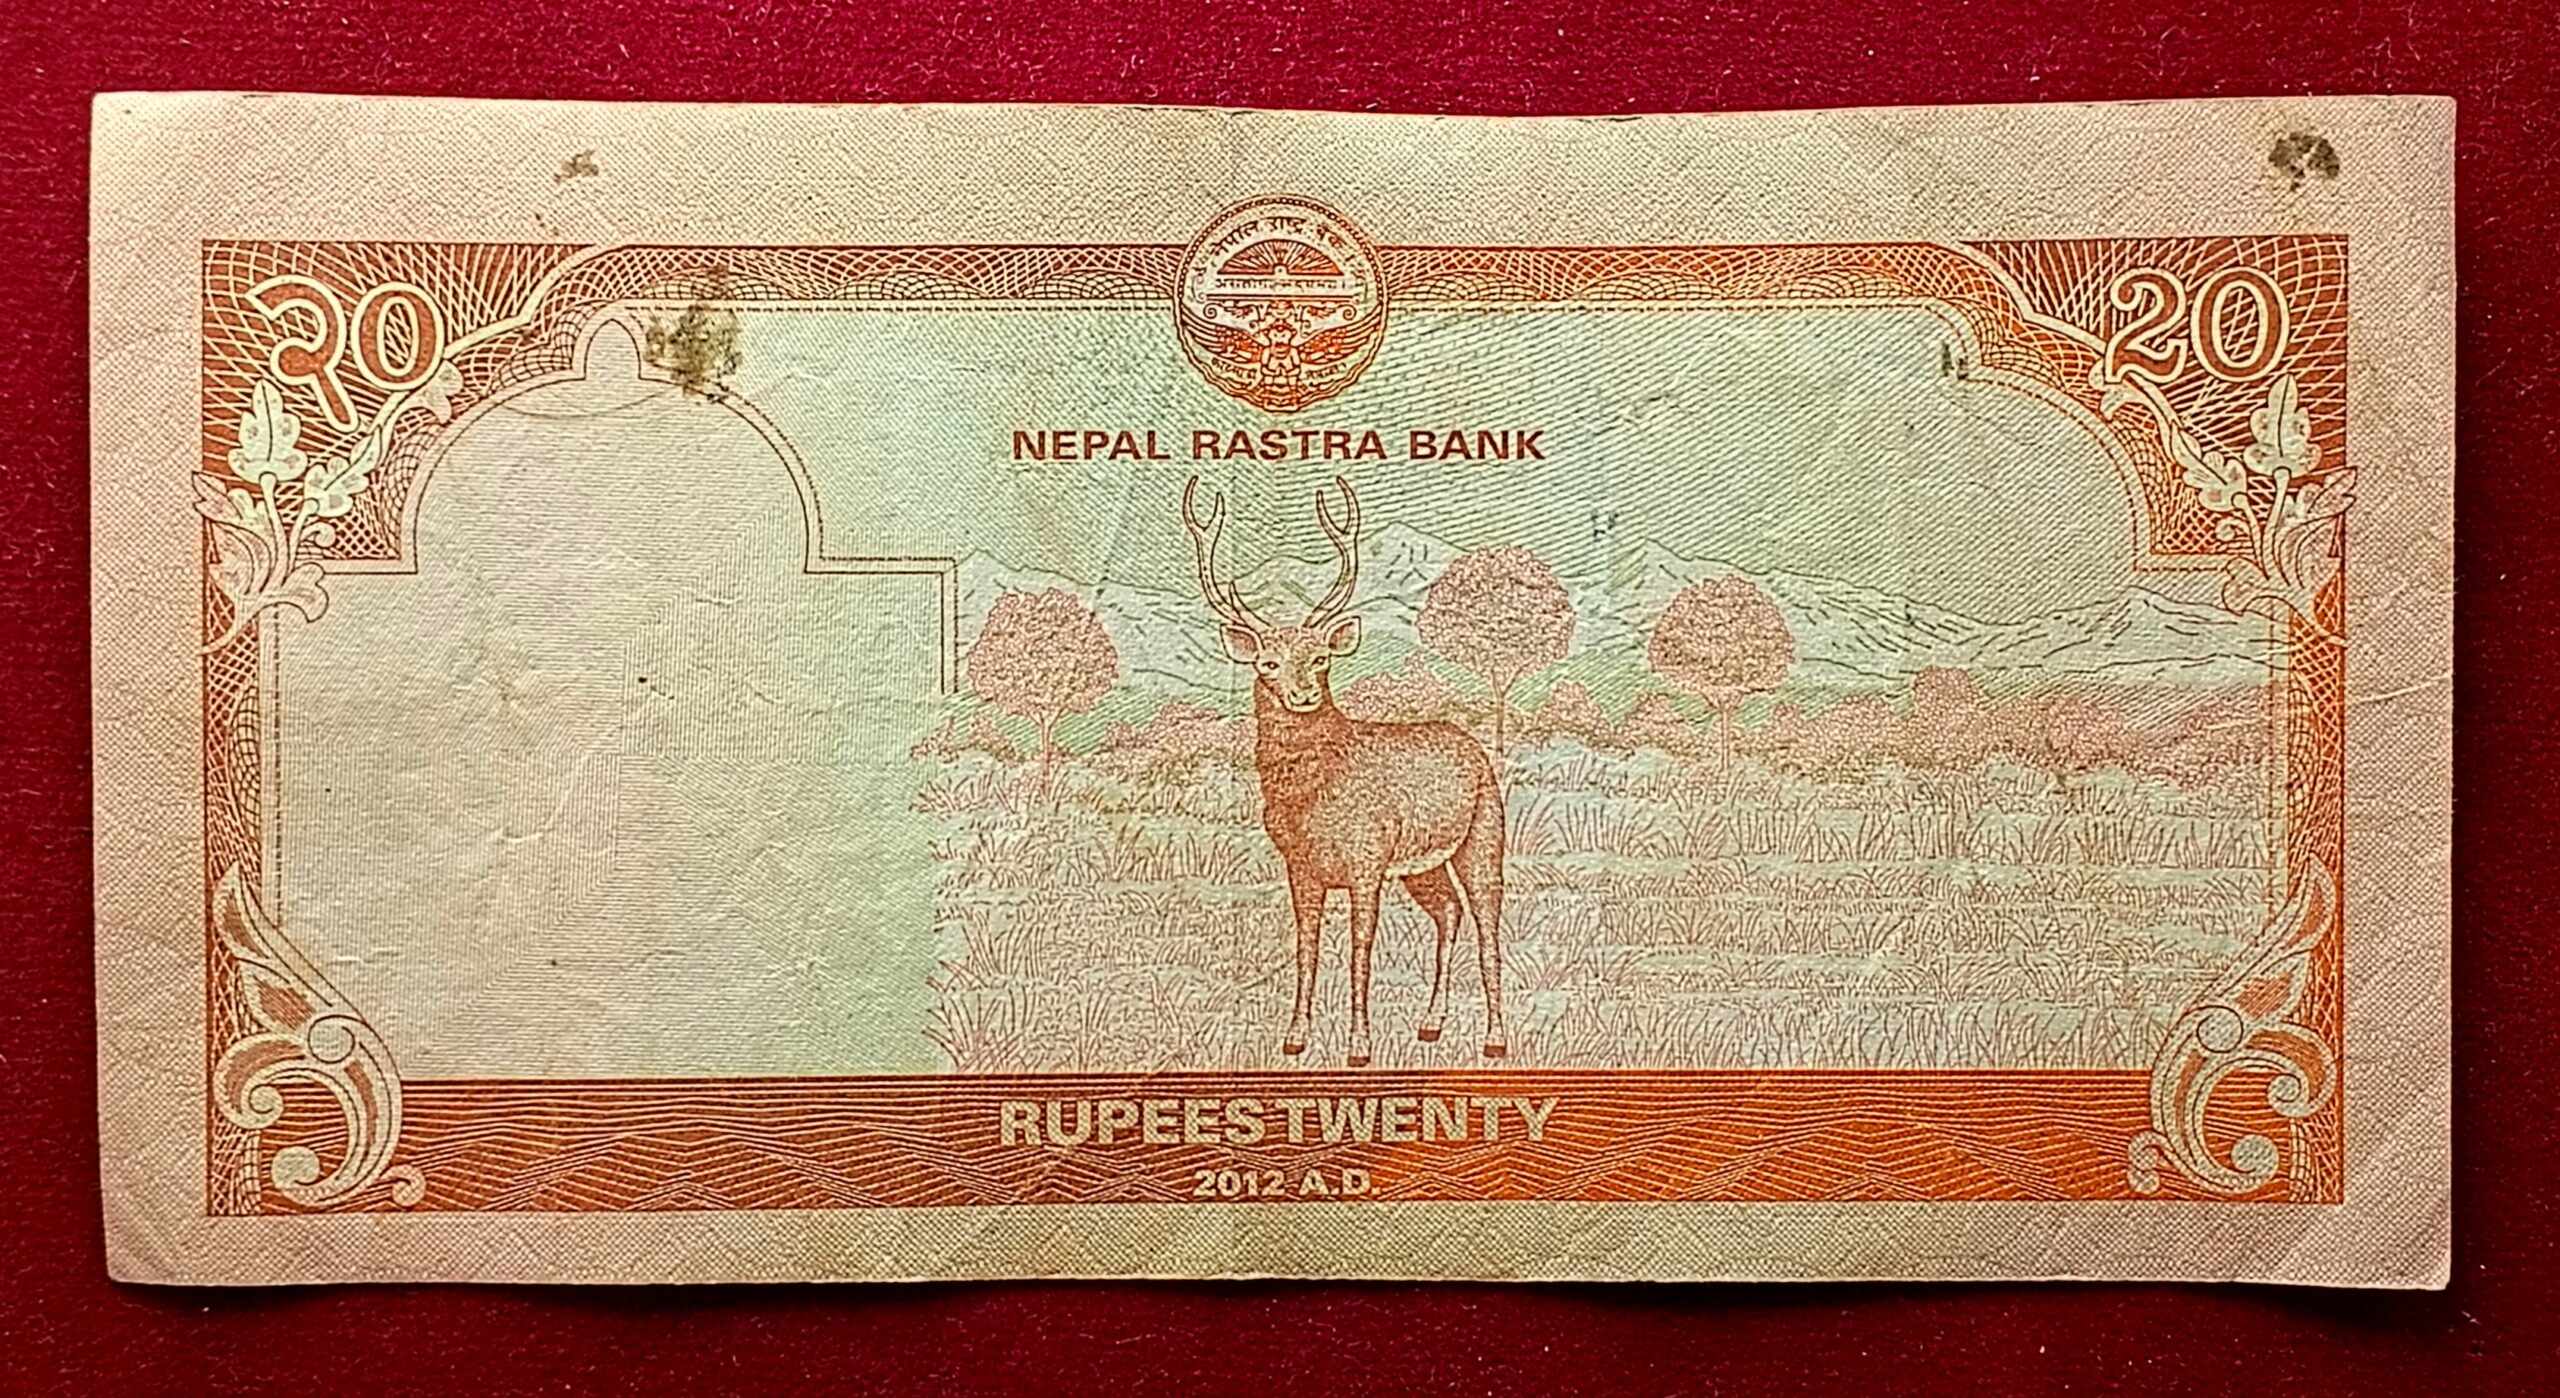 नेपाल राष्ट्र बैंक
२०
20
NEPAL RASTRA BANK
RUPEES TWENTY
2012 A.D.